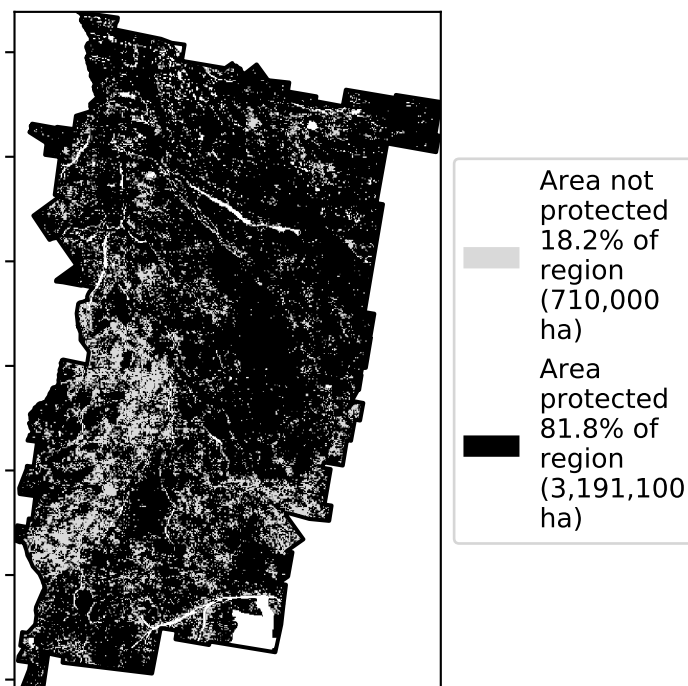 Area not
protected
18.2% of
region
(710,000
ha)
Area
protected
81.8% of
region
(3,191,100
ha)